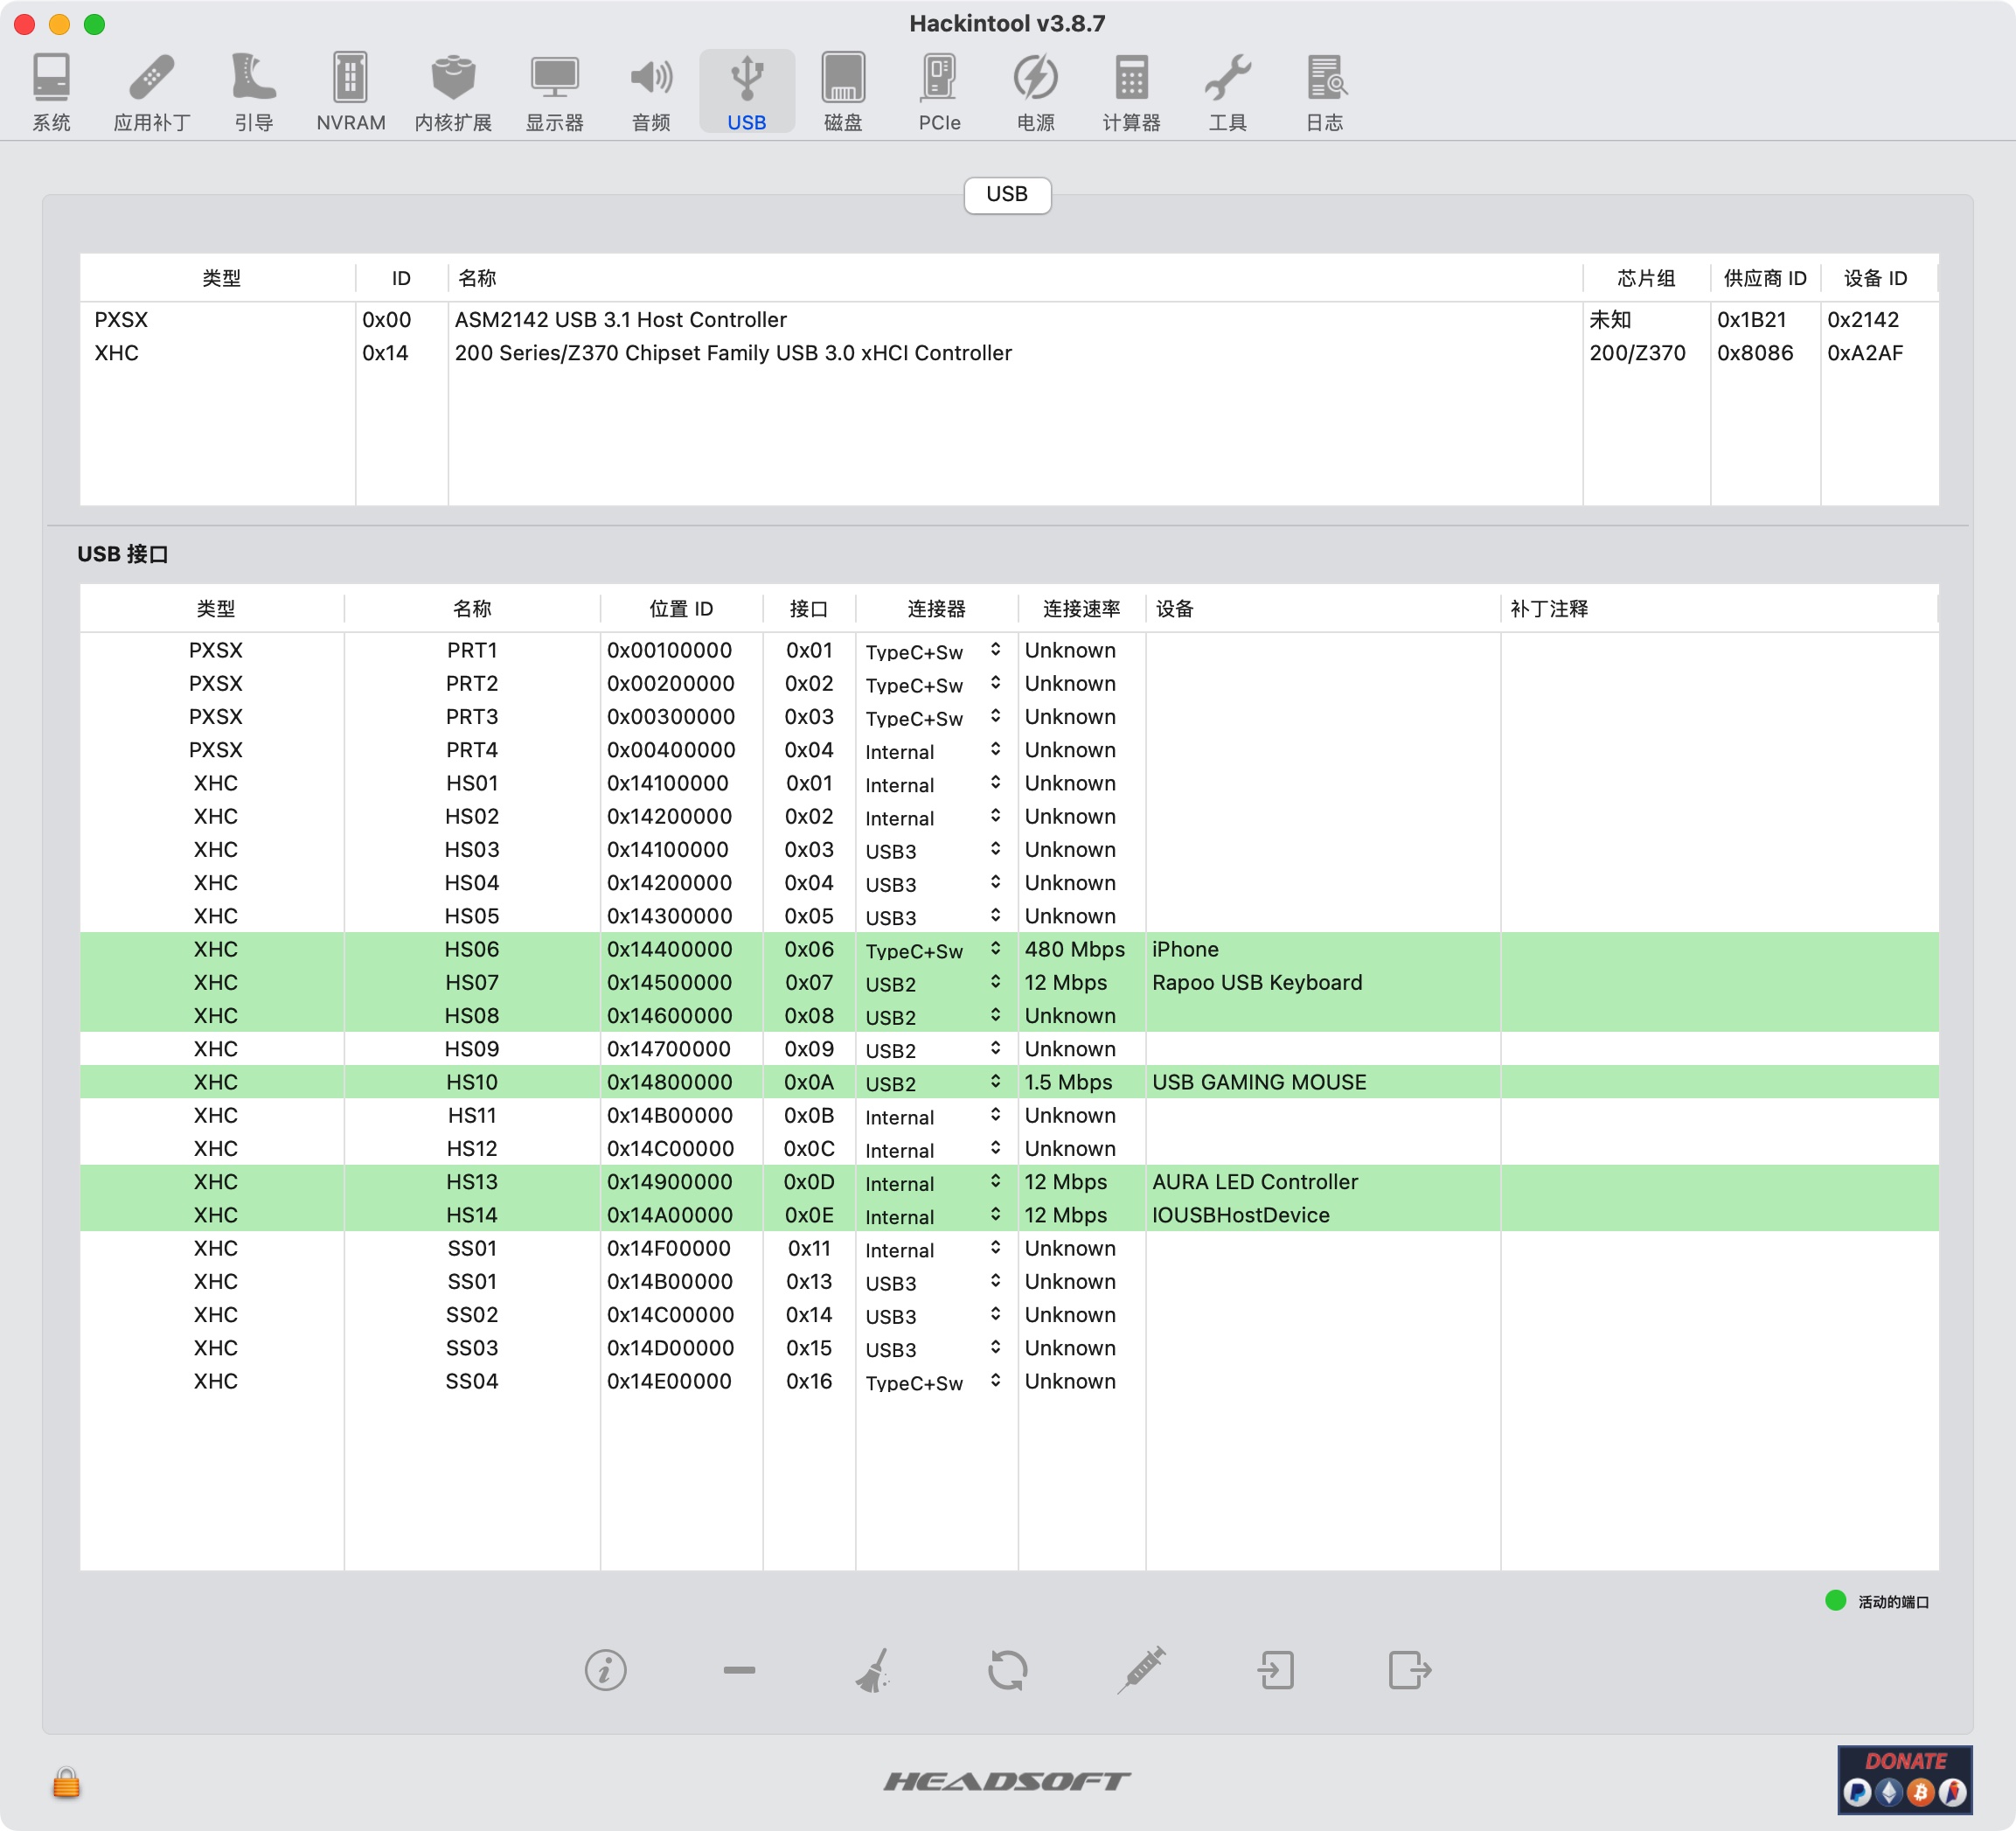 Hackintool v3.8.7
系统 应用补丁 引导 NVRAM 内核扩展 显示器 音频 USB 磁盘 PCIe 电源 计算器 工具 日志
USB
类型 ID 名称 芯片组 供应商 ID 设备 ID
PXSX 0x00 ASM2142 USB 3.1 Host Controller 未知 0x1B21 0x2142
XHC 0x14 200 Series/Z370 Chipset Family USB 3.0 xHCI Controller 200/Z370 0x8086 0xA2AF
USB 接口
类型 名称 位置 ID 接口 连接器 连接速率 设备 补丁注释
PXSX PRT1 0x00100000 0x01 TypeC+Sw Unknown
PXSX PRT2 0x00200000 0x02 TypeC+Sw Unknown
PXSX PRT3 0x00300000 0x03 TypeC+Sw Unknown
PXSX PRT4 0x00400000 0x04 Internal Unknown
XHC HS01 0x14100000 0x01 Internal Unknown
XHC HS02 0x14200000 0x02 Internal Unknown
XHC HS03 0x14100000 0x03 USB3 Unknown
XHC HS04 0x14200000 0x04 USB3 Unknown
XHC HS05 0x14300000 0x05 USB3 Unknown
XHC HS06 0x14400000 0x06 TypeC+Sw 480 Mbps iPhone
XHC HS07 0x14500000 0x07 USB2 12 Mbps Rapoo USB Keyboard
XHC HS08 0x14600000 0x08 USB2 Unknown
XHC HS09 0x14700000 0x09 USB2 Unknown
XHC HS10 0x14800000 0x0A USB2 1.5 Mbps USB GAMING MOUSE
XHC HS11 0x14B00000 0x0B Internal Unknown
XHC HS12 0x14C00000 0x0C Internal Unknown
XHC HS13 0x14900000 0x0D Internal 12 Mbps AURA LED Controller
XHC HS14 0x14A00000 0x0E Internal 12 Mbps IOUSBHostDevice
XHC SS01 0x14F00000 0x11 Internal Unknown
XHC SS01 0x14B00000 0x13 USB3 Unknown
XHC SS02 0x14C00000 0x14 USB3 Unknown
XHC SS03 0x14D00000 0x15 USB3 Unknown
XHC SS04 0x14E00000 0x16 TypeC+Sw Unknown
活动的端口
HEADSOFT
DONATE